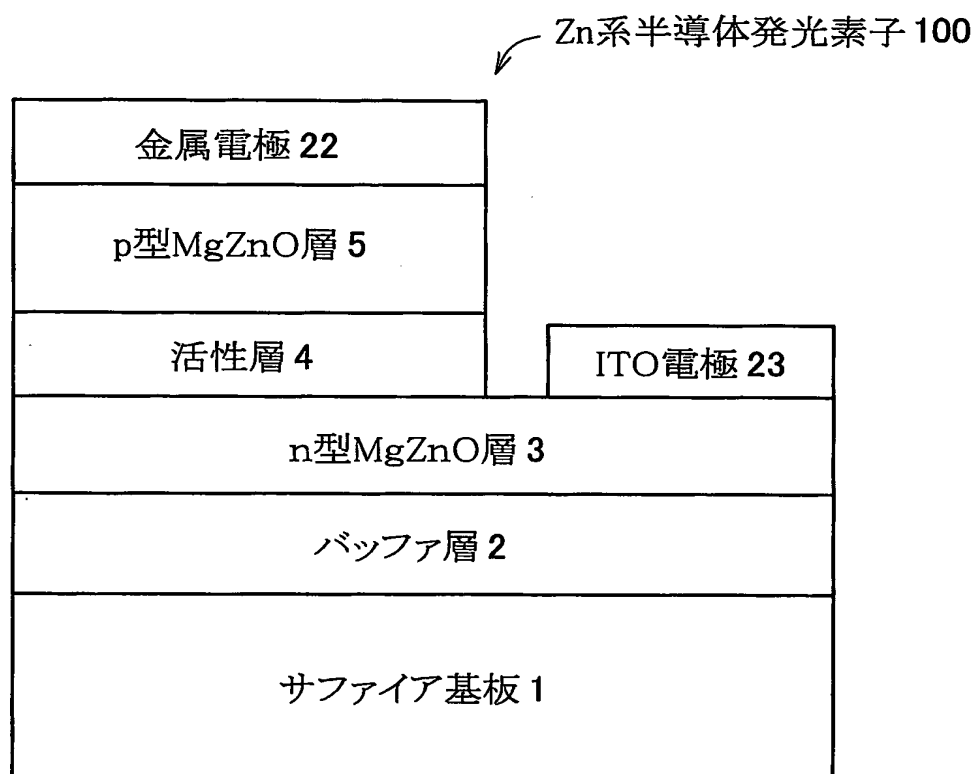 Zn系半導体発光素子 100
金属電極 22
p型MgZnO層 5
活性層 4
ITO電極 23
n型MgZnO層 3
バッファ層 2
サファイア基板 1